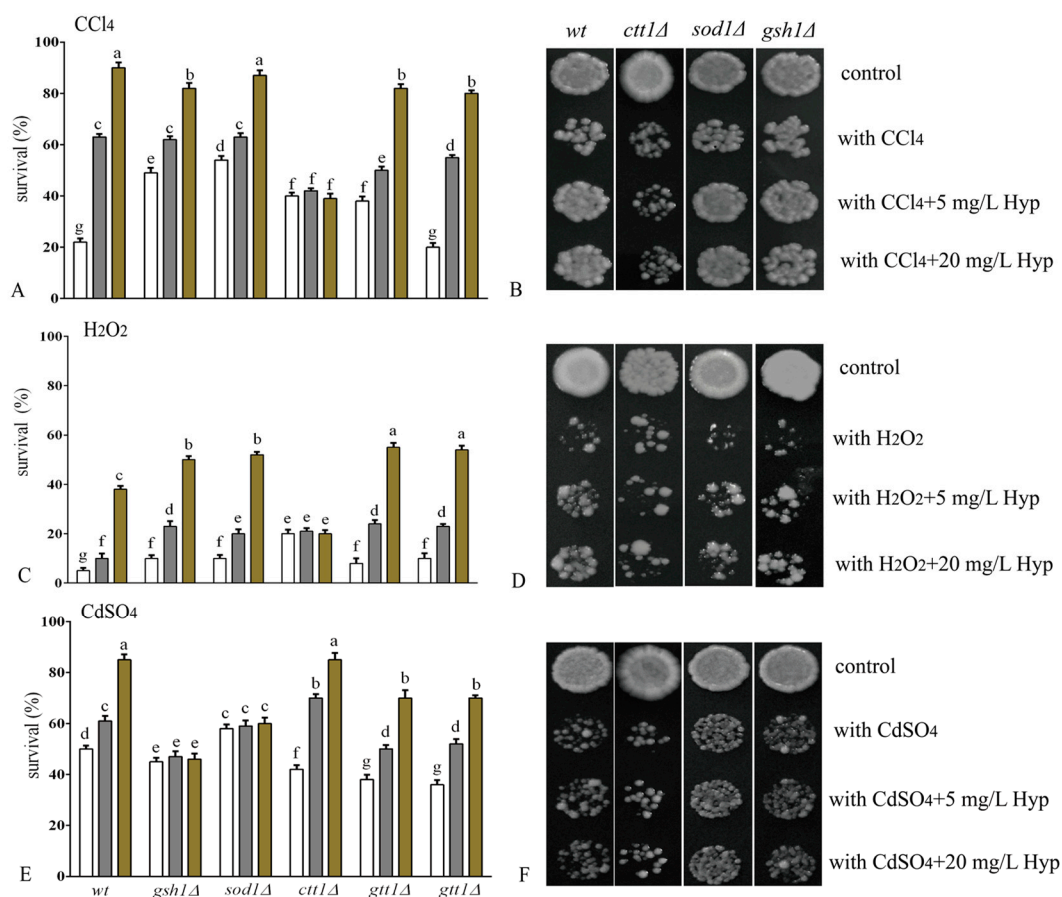 CCl4
100
a
a
80
b
b
b
survival (%)
60
c
c
c
d
d
e
e
40
f
f
f
f
20
g
g
0
A
wt
ctt1Δ
sod1Δ
gsh1Δ
control
with CCl4
with CCl4+5 mg/L Hyp
with CCl4+20 mg/L Hyp
B
H2O2
100
80
survival (%)
60
a
a
b
b
40
c
20
d
d
d
e
e
e
e
f
f
f
f
f
g
0
C
control
with H2O2
with H2O2+5 mg/L Hyp
with H2O2+20 mg/L Hyp
D
CdSO4
100
a
a
80
b
b
b
survival (%)
60
c
c
c
c
d
d
d
40
e
e
e
f
g
g
20
0
E
wt
gsh1Δ
sod1Δ
ctt1Δ
gtt1Δ
gtt1Δ
control
with CdSO4
with CdSO4+5 mg/L Hyp
with CdSO4+20 mg/L Hyp
F